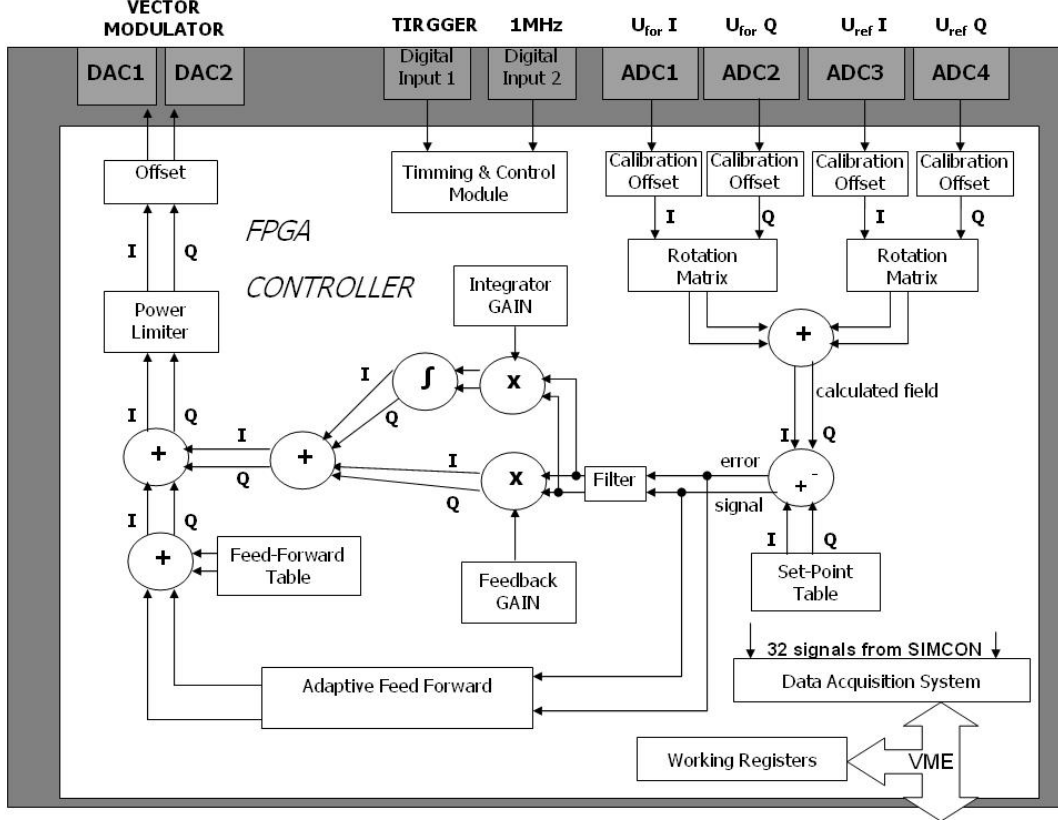 VECTOR
MODULATOR
TIRGGER
1MHz
Ufor I
Ufor Q
Uref I
Uref Q
DAC1
DAC2
Digital
Input 1
Digital
Input 2
ADC1
ADC2
ADC3
ADC4
Offset
Timming & Control
Module
Calibration
Offset
Calibration
Offset
Calibration
Offset
Calibration
Offset
I
Q
I
Q
I
Q
FPGA
CONTROLLER
Rotation
Matrix
Rotation
Matrix
Integrator
GAIN
Power
Limiter
+
I
Q
I
∫
x
calculated field
Q
I
Q
I
Q
+
I
Q
+
I
Q
x
Filter
error
signal
+ -
I
Q
I
Q
+
Feed-Forward
Table
Feedback
GAIN
Set-Point
Table
32 signals from SIMCON
Adaptive Feed Forward
Data Acquisition System
Working Registers
VME